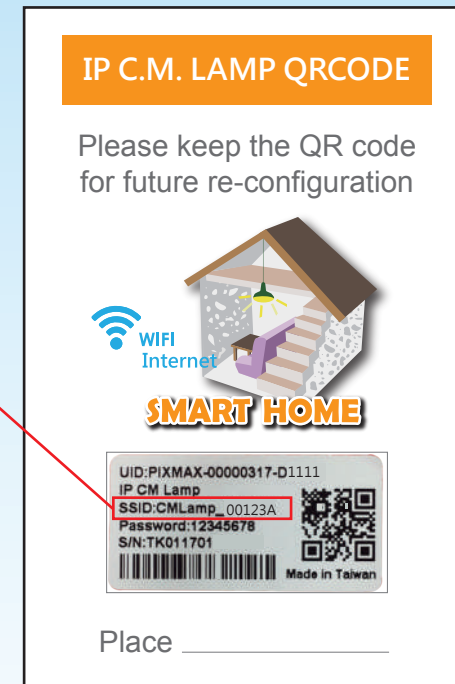 IP C.M. LAMP QRCODE
Please keep the QR code
for future re-configuration
WIFI
Internet
SMART HOME
UID:PIXMAX-00000317-D1111
IP CM Lamp
SSID:CMLamp_00123A
Password:12345678
S/N:TK011701
Made in Taiwan
Place